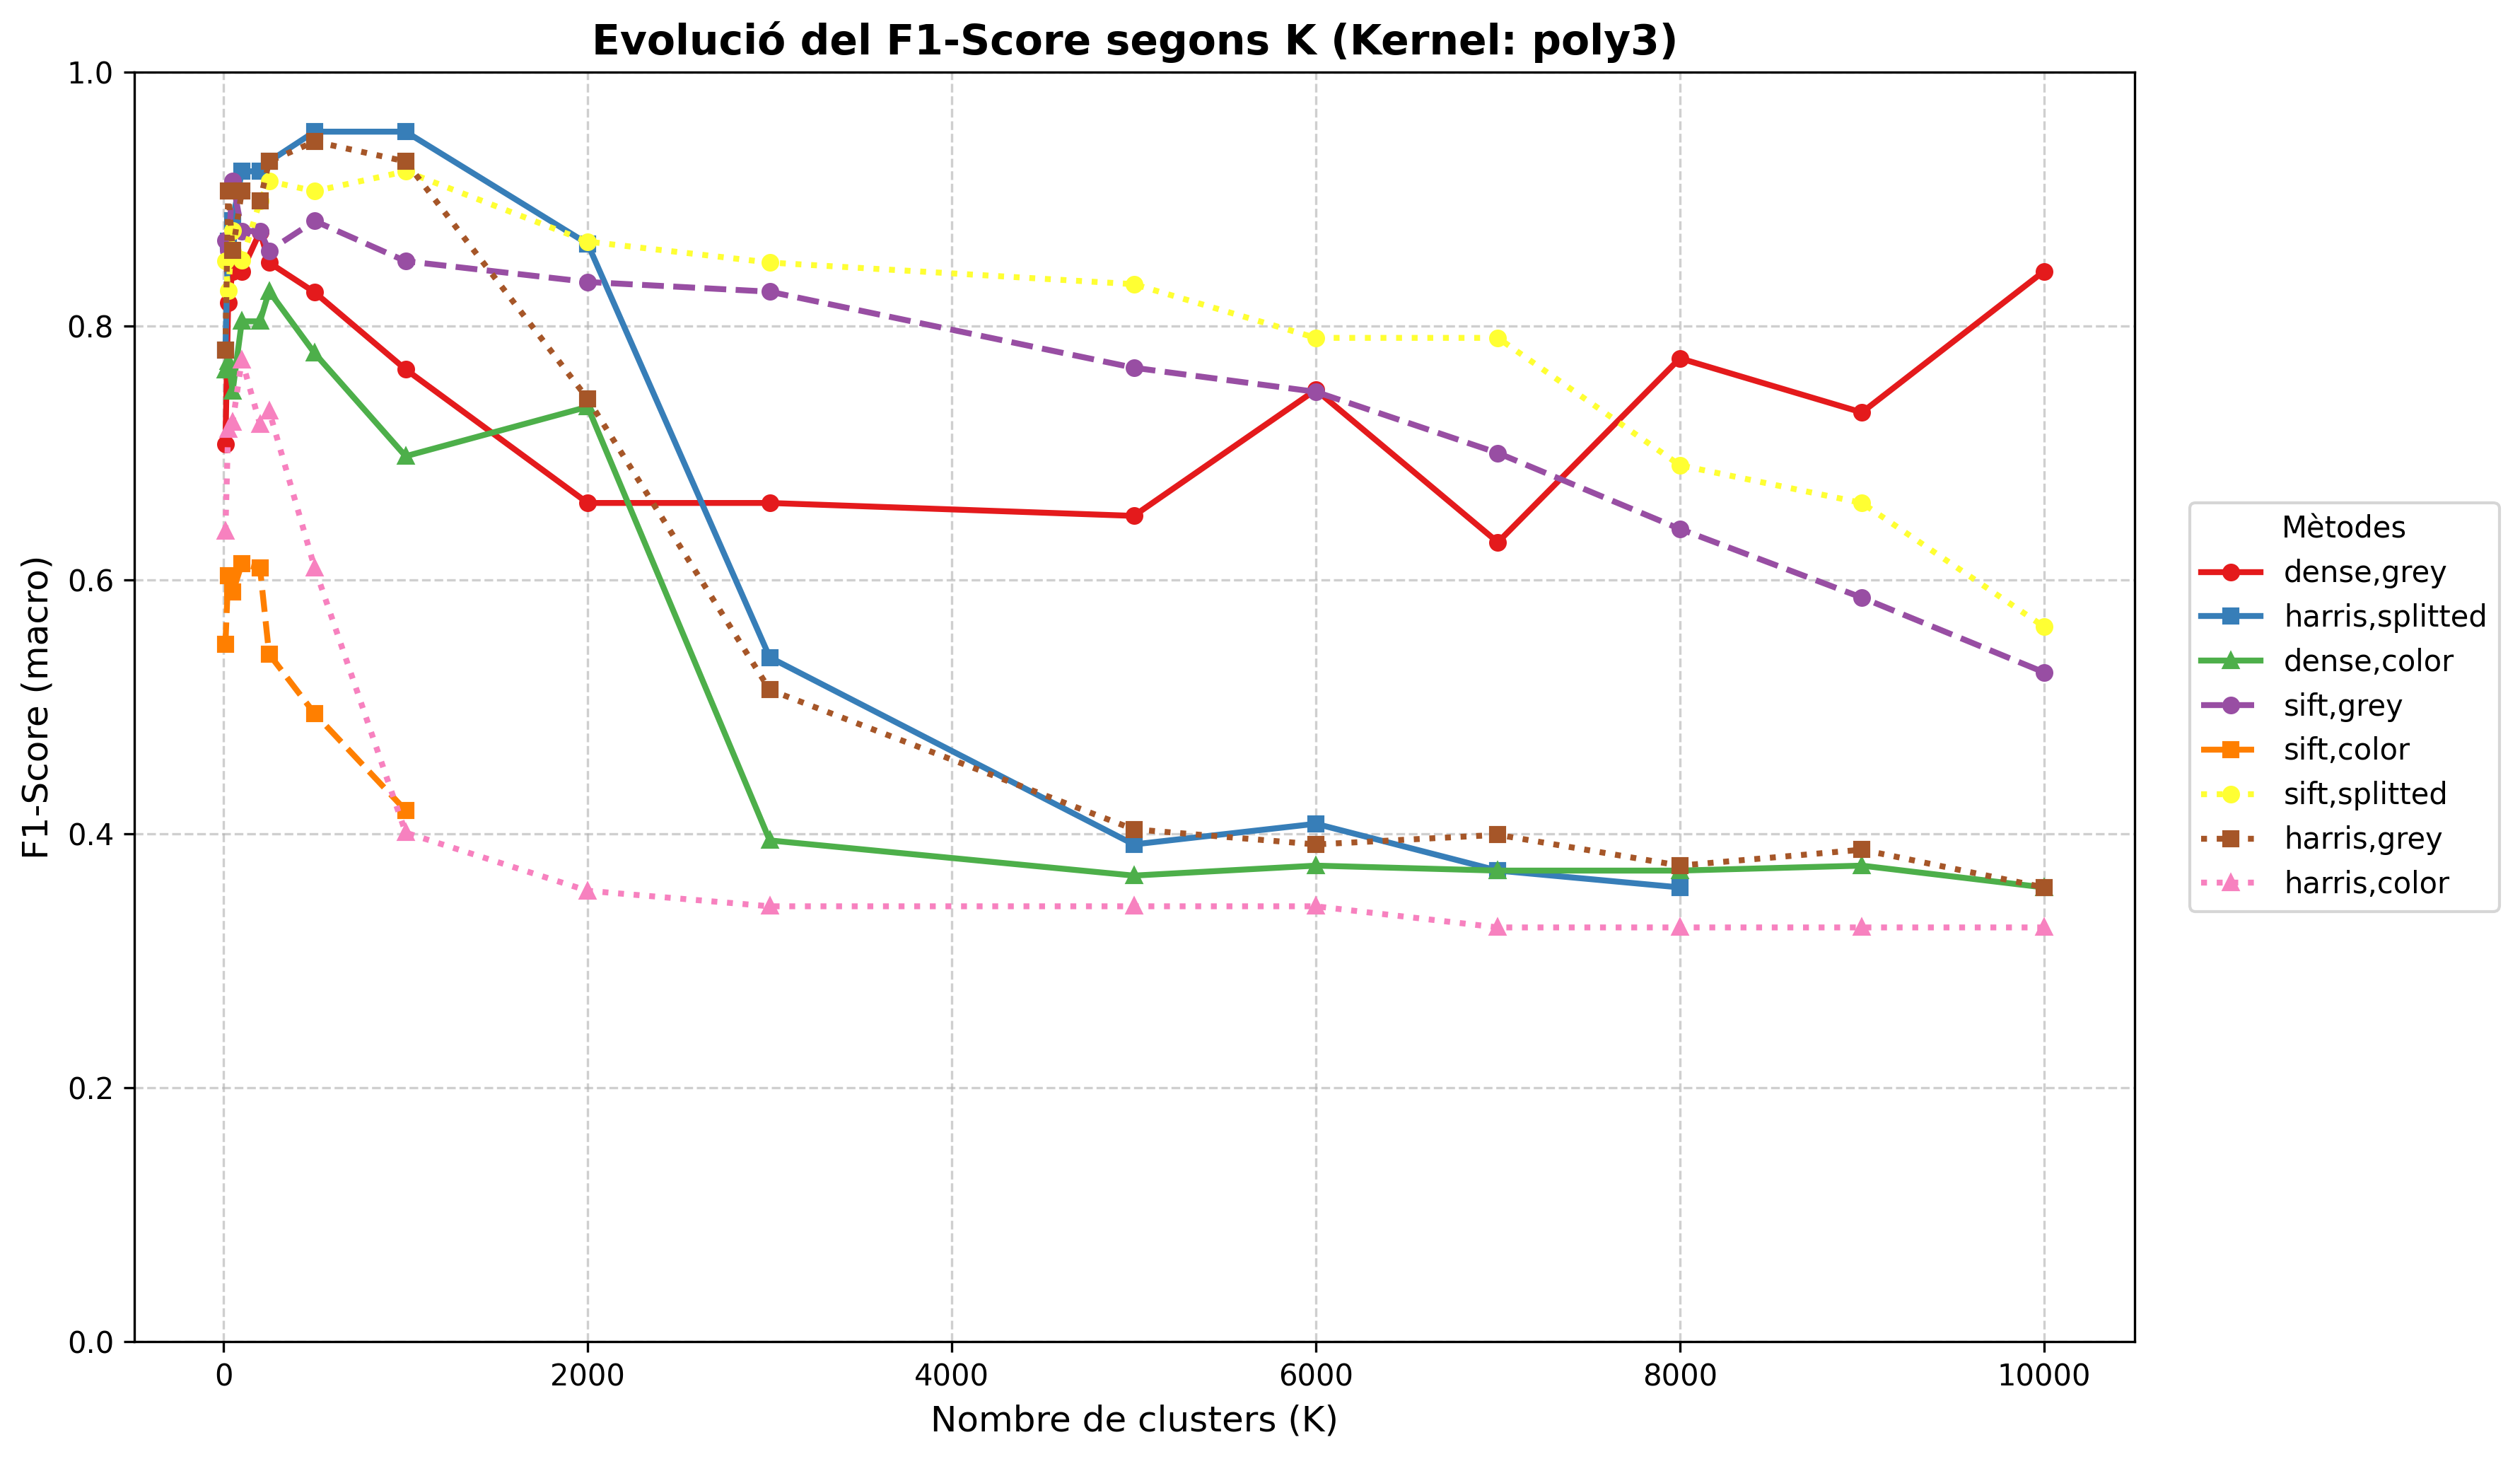 Evolució del F1-Score segons K (Kernel: poly3)
F1-Score (macro)
1.0
0.8
0.6
0.4
0.2
0.0
0 2000 4000 6000 8000 10000
Nombre de clusters (K)
Mètodes
dense,grey
harris,splitted
dense,color
sift,grey
sift,color
sift,splitted
harris,grey
harris,color